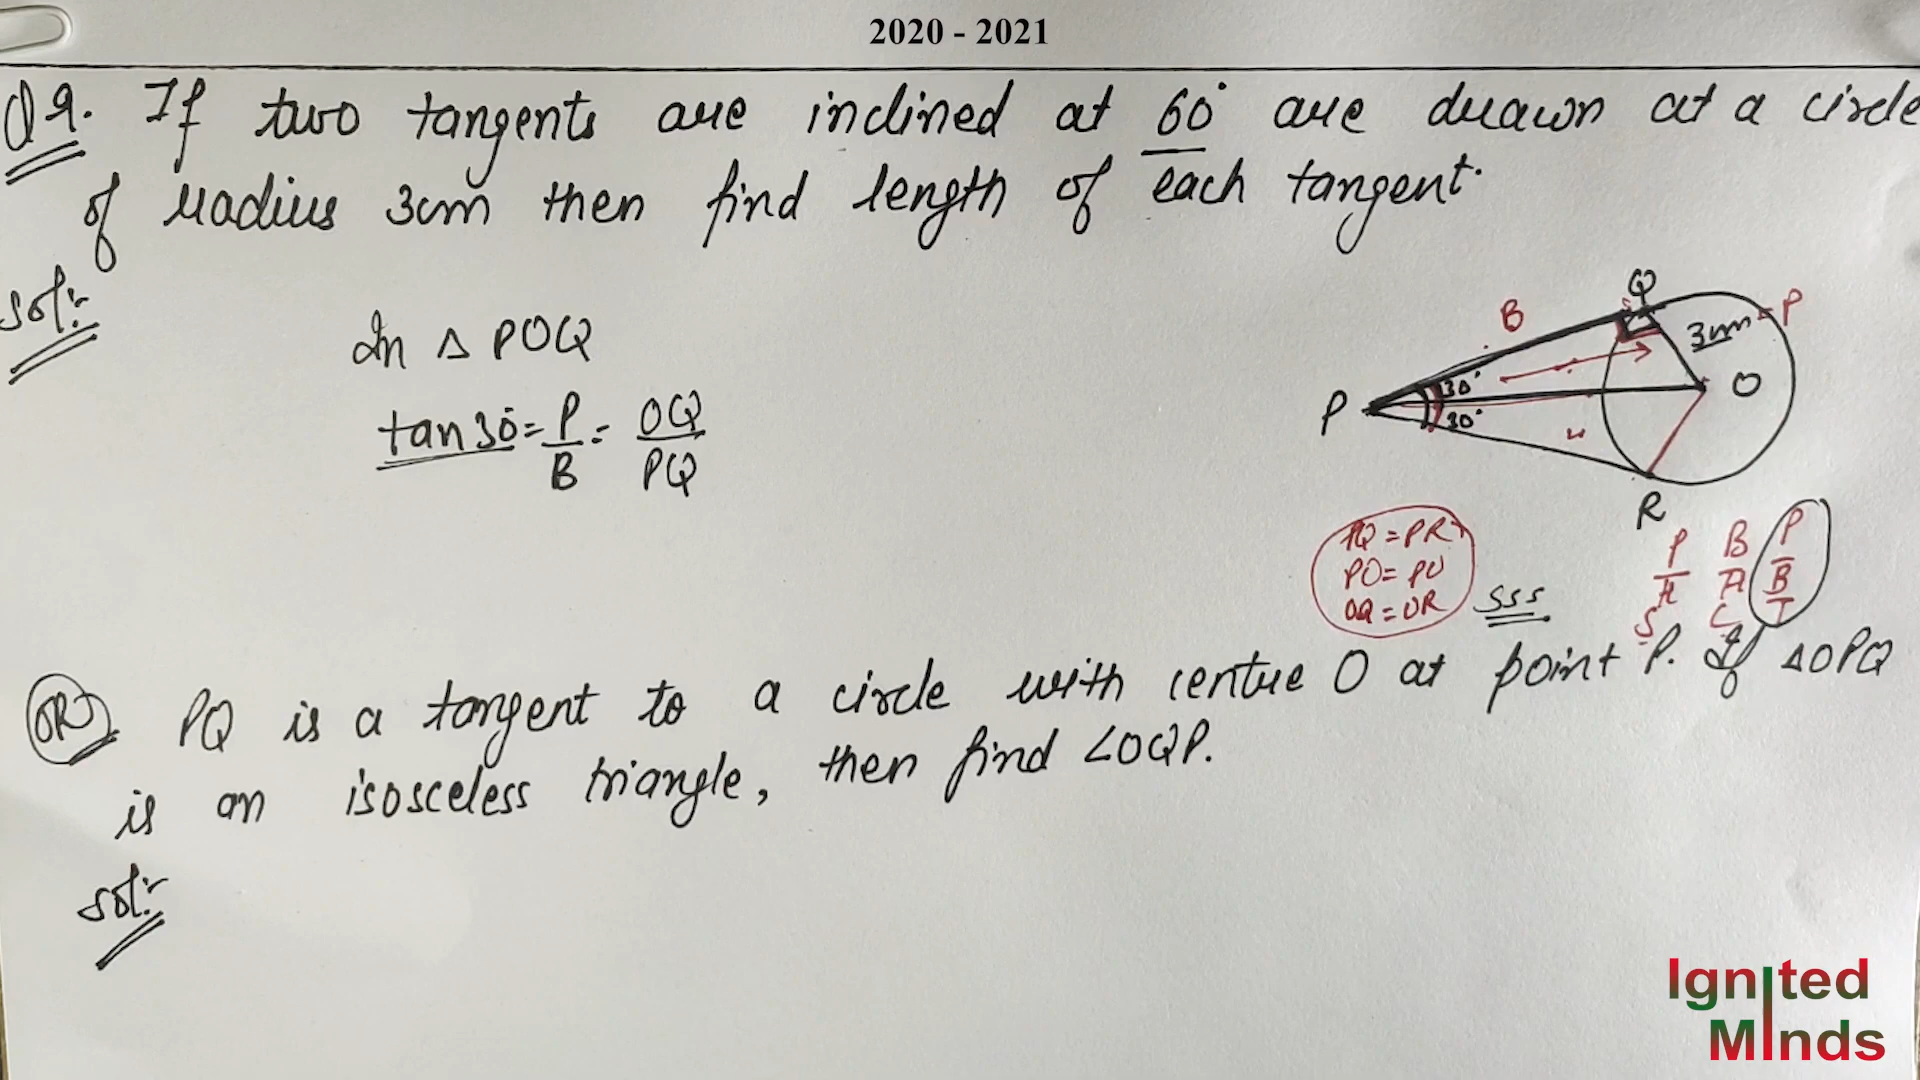 2020 - 2021
Q9. If two tangents are inclined at 60° are drawn at a circle
of radius 3cm then find length of each tangent.
Sol:-
In △ POQ
tan30° = P/B = OQ/PQ
Q
B
3cm - P
P
30°
30°
O
R
PQ = PR
PO = PO
OQ = OR
SSS
P/H B/H P/B
S C T
OR PQ is a tangent to a circle with centre O at point P. If △OPQ
is an isosceless triangle, then find ∠OQP.
Sol:-
Ignited
Minds